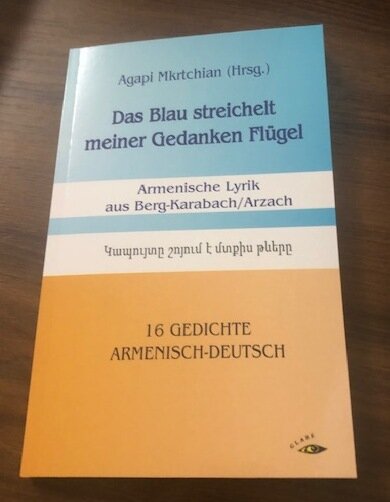 Agapi Mkrtchian (Hrsg.)
Das Blau streichelt
meiner Gedanken Flügel
Armenische Lyrik
aus Berg-Karabach/Arzach
Կապույտը շոյում է մտքիս թևերը
16 GEDICHTE
ARMENISCH-DEUTSCH
GLARE